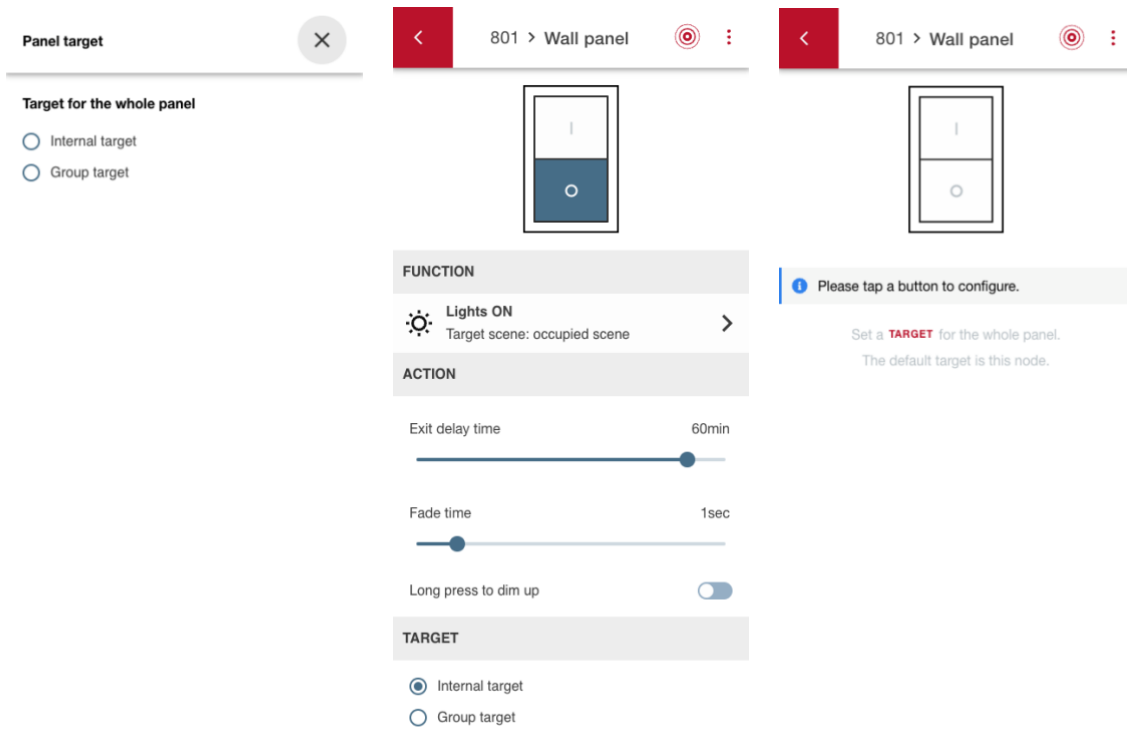 Panel target
Target for the whole panel
Internal target
Group target
801 > Wall panel
I
O
FUNCTION
Lights ON
Target scene: occupied scene
ACTION
Exit delay time 60min
Fade time 1sec
Long press to dim up
TARGET
Internal target
Group target
801 > Wall panel
I
O
Please tap a button to configure.
Set a TARGET for the whole panel.
The default target is this node.